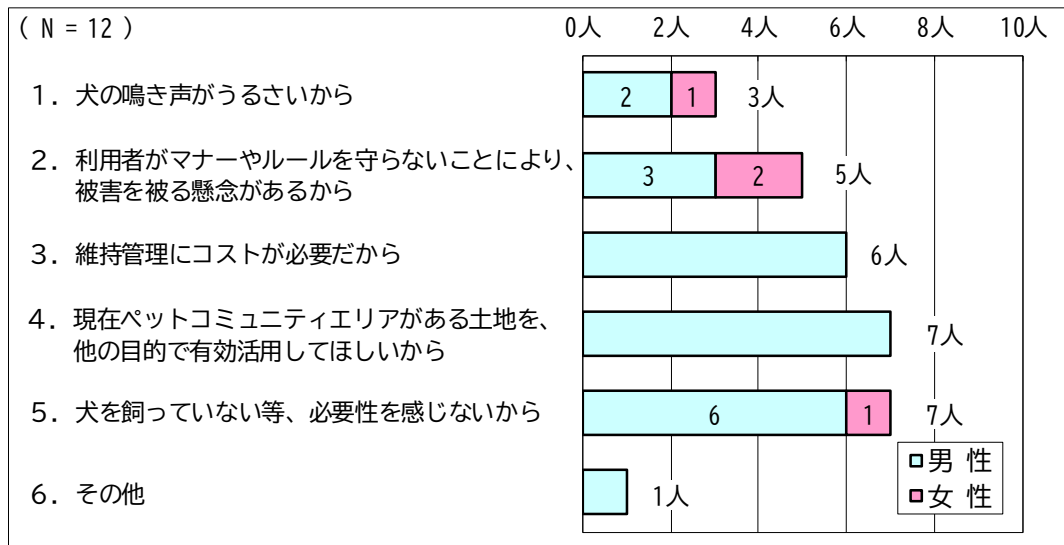 ( N = 12 )
0人 2人 4人 6人 8人 10人
1. 犬の鳴き声がうるさいから
2 1 3人
2. 利用者がマナーやルールを守らないことにより、
被害を被る懸念があるから
3 2 5人
3. 維持管理にコストが必要だから
6人
4. 現在ペットコミュニティエリアがある土地を、
他の目的で有効活用してほしいから
7人
5. 犬を飼っていない等、必要性を感じないから
6 1 7人
6. その他
1人
男 性
女 性